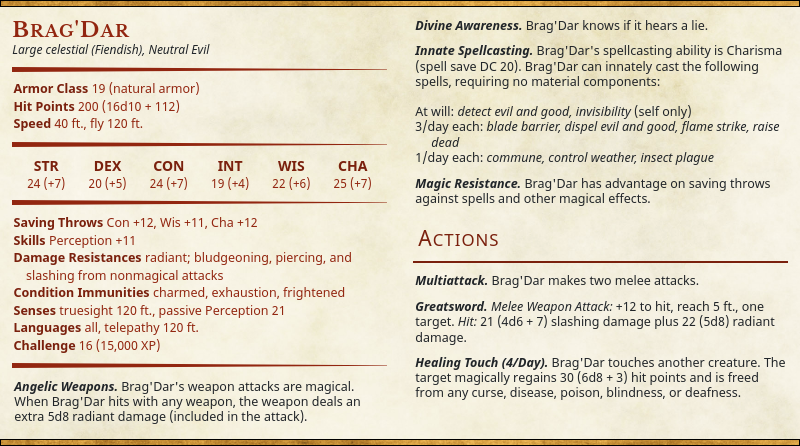 Brag'Dar
Large celestial (Fiendish), Neutral Evil
Armor Class 19 (natural armor)
Hit Points 200 (16d10 + 112)
Speed 40 ft., fly 120 ft.
STR DEX CON INT WIS CHA
24 (+7) 20 (+5) 24 (+7) 19 (+4) 22 (+6) 25 (+7)
Saving Throws Con +12, Wis +11, Cha +12
Skills Perception +11
Damage Resistances radiant; bludgeoning, piercing, and
slashing from nonmagical attacks
Condition Immunities charmed, exhaustion, frightened
Senses truesight 120 ft., passive Perception 21
Languages all, telepathy 120 ft.
Challenge 16 (15,000 XP)
Angelic Weapons. Brag'Dar's weapon attacks are magical.
When Brag'Dar hits with any weapon, the weapon deals an
extra 5d8 radiant damage (included in the attack).
Divine Awareness. Brag'Dar knows if it hears a lie.
Innate Spellcasting. Brag'Dar's spellcasting ability is Charisma
(spell save DC 20). Brag'Dar can innately cast the following
spells, requiring no material components:
At will: detect evil and good, invisibility (self only)
3/day each: blade barrier, dispel evil and good, flame strike, raise
dead
1/day each: commune, control weather, insect plague
Magic Resistance. Brag'Dar has advantage on saving throws
against spells and other magical effects.
Actions
Multiattack. Brag'Dar makes two melee attacks.
Greatsword. Melee Weapon Attack: +12 to hit, reach 5 ft., one
target. Hit: 21 (4d6 + 7) slashing damage plus 22 (5d8) radiant
damage.
Healing Touch (4/Day). Brag'Dar touches another creature. The
target magically regains 30 (6d8 + 3) hit points and is freed
from any curse, disease, poison, blindness, or deafness.